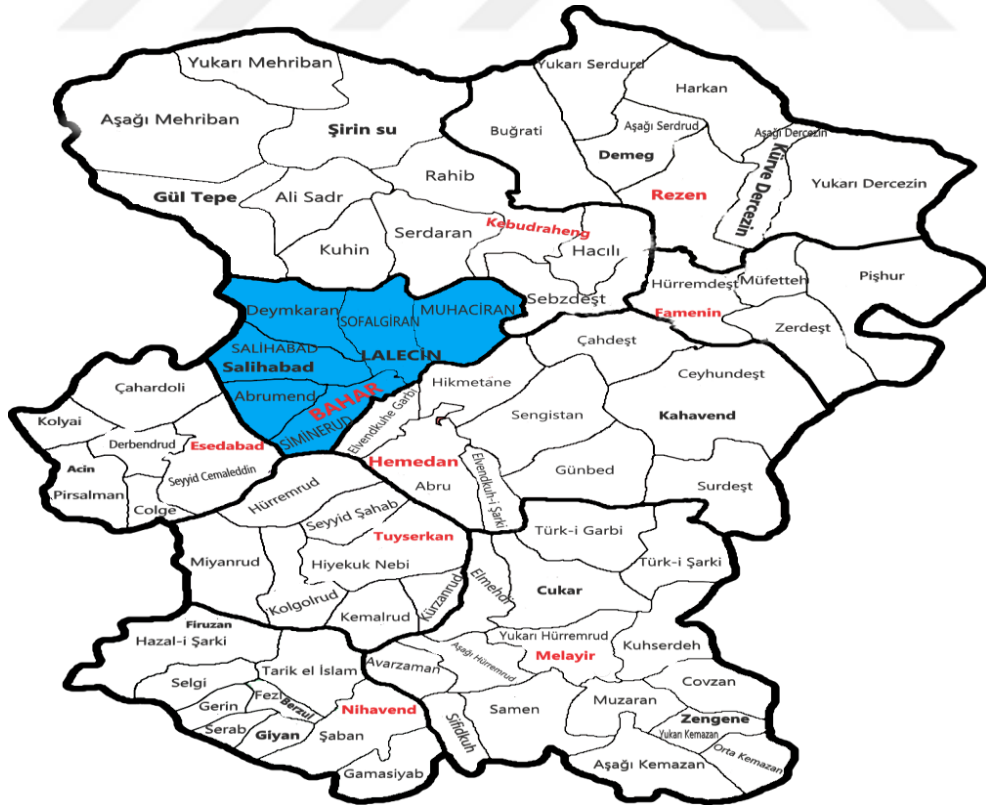 Yukarı Mehriban
Aşağı Mehriban
Şirin su
Gül Tepe
Ali Sadr
Rahib
Kuhin
Serdaran
Kebudraheng
Hacılı
Sebzdeşt
Buğrati
Yukarı Serdurd
Harkan
Aşağı Serdrud
Demeg
Rezen
Aşağı Dercezin
Kürve Dercezin
Yukarı Dercezin
Hürremdeşt
Müfetteh
Pişhur
Famenin
Zerdeşt
Deymkaran
SOFALGİRAN
MUHACİRAN
SALİHABAD
Salihabad
LALECİN
Abrumend
BAHAR
SİMİNERUD
Çahardoli
Kolyai
Derbendrud
Esedabad
Acin
Pirsalman
Seyyid Cemaleddin
Colge
Çahdeşt
Hikmetane
Ceyhundeşt
Elvendkuhe Garbi
Sengistan
Kahavend
Hemedan
Abru
Elvendkuh-i Şarki
Günbed
Surdeşt
Hürremrud
Seyyid Şahab
Tuyserkan
Miyanrud
Hiyekuk Nebi
Kolgolrud
Kemalrud
Kürzanrud
Türk-i Garbi
Türk-i Şarki
Elmehdi
Cukar
Yukarı Hürremrud
Aşağı Hürremrud
Melayir
Kuhserdeh
Avarzaman
Covzan
Samen
Muzaran
Zengene
Yukarı Kemazan
Sifidkuh
Aşağı Kemazan
Orta Kemazan
Firuzan
Hazal-i Şarki
Tarik el İslam
Selgi
Fezl
Gerin
Berzul
Nihavend
Serab
Giyan
Şaban
Gamasiyab